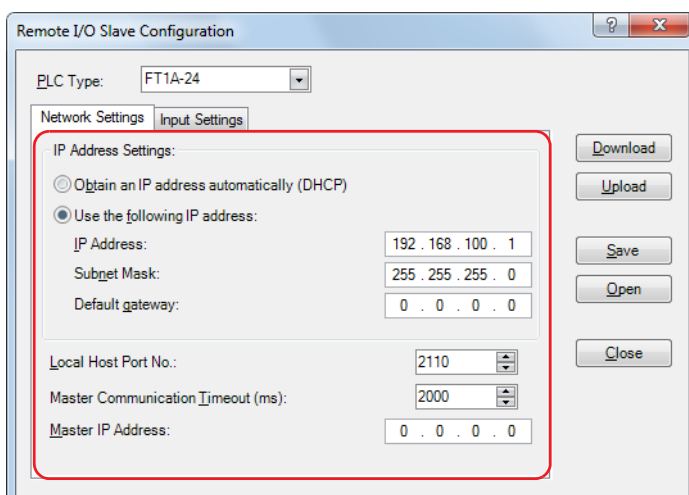 Remote I/O Slave Configuration
PLC Type: FT1A-24
Network Settings Input Settings
IP Address Settings:
Obtain an IP address automatically (DHCP)
Use the following IP address:
IP Address: 192 . 168 . 100 . 1
Subnet Mask: 255 . 255 . 255 . 0
Default gateway: 0 . 0 . 0 . 0
Local Host Port No.: 2110
Master Communication Timeout (ms): 2000
Master IP Address: 0 . 0 . 0 . 0
Download
Upload
Save
Open
Close